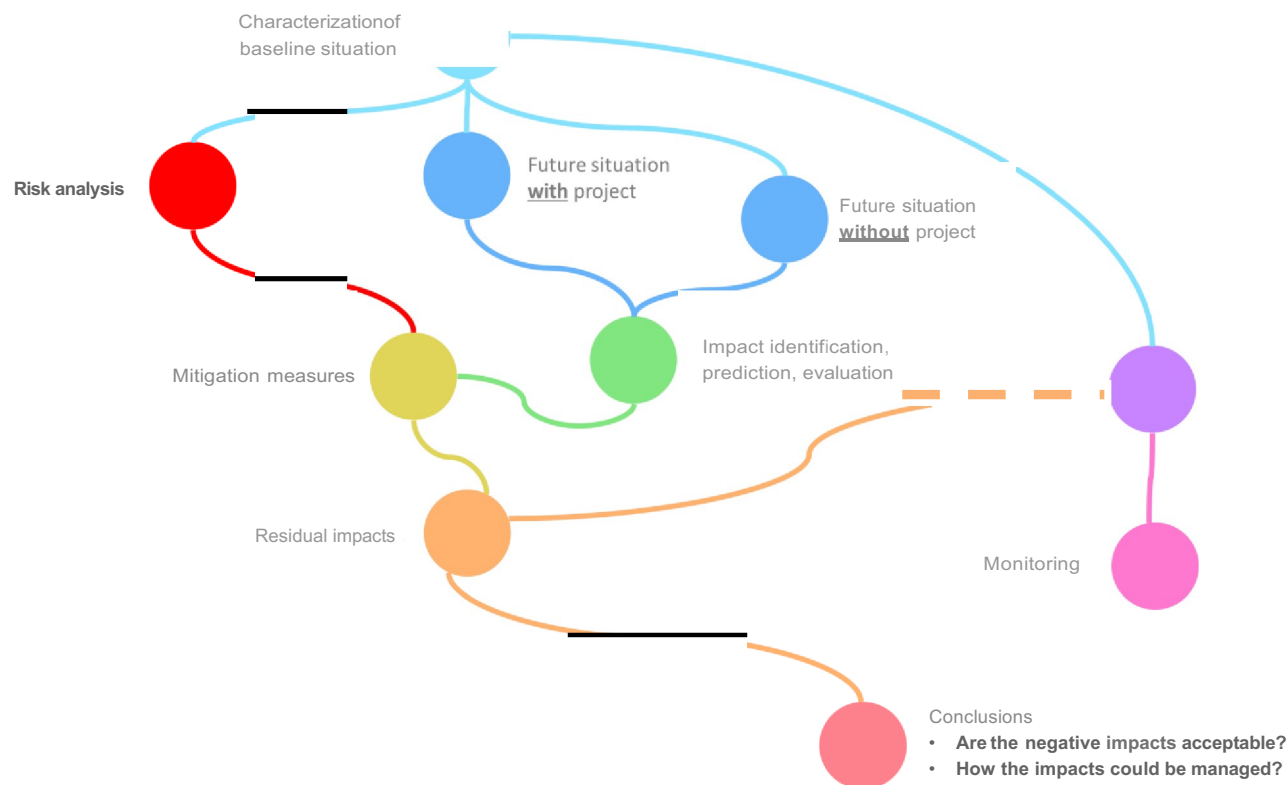 Characterizationof
baseline situation
Risk analysis
Future situation
with project
Future situation
without project
Mitigation measures
Impact identification,
prediction, evaluation
Residual impacts
Monitoring
Conclusions
• Are the negative impacts acceptable?
• How the impacts could be managed?